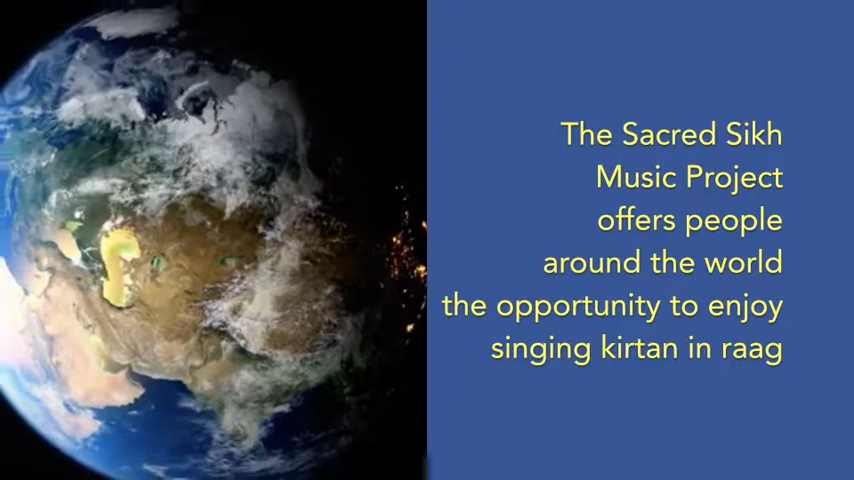 The Sacred Sikh
Music Project
offers people
around the world
the opportunity to enjoy
singing kirtan in raag